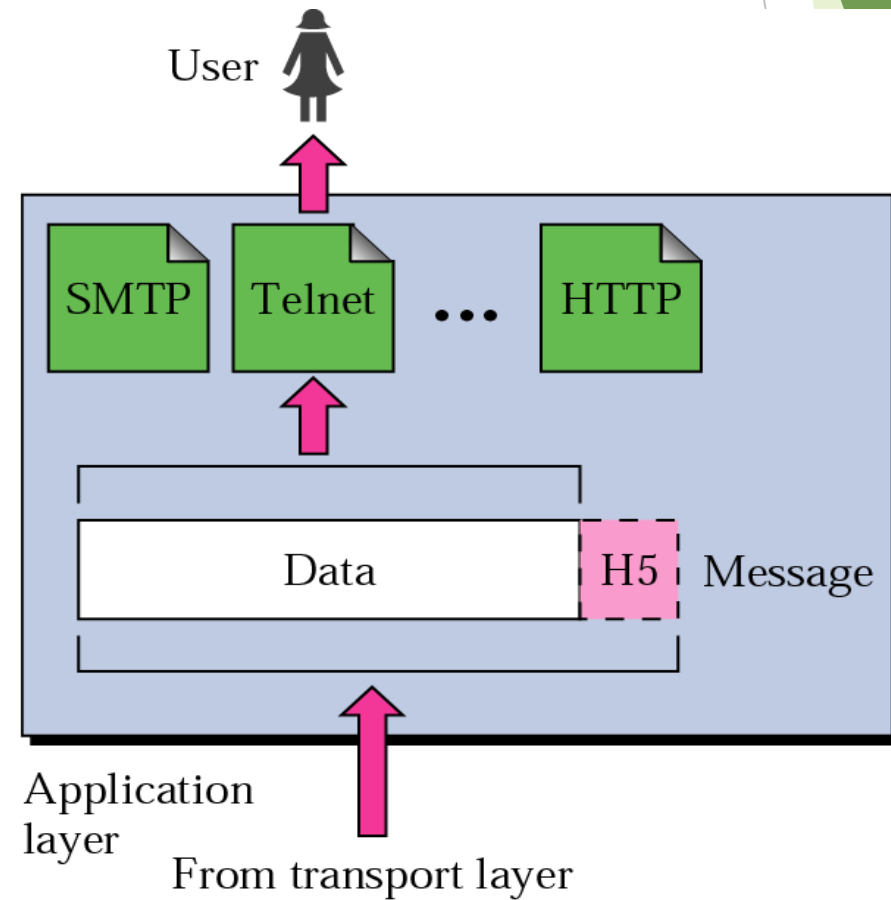 User
SMTP
Telnet
...
HTTP
Data
H5
Message
Application
layer
From transport layer